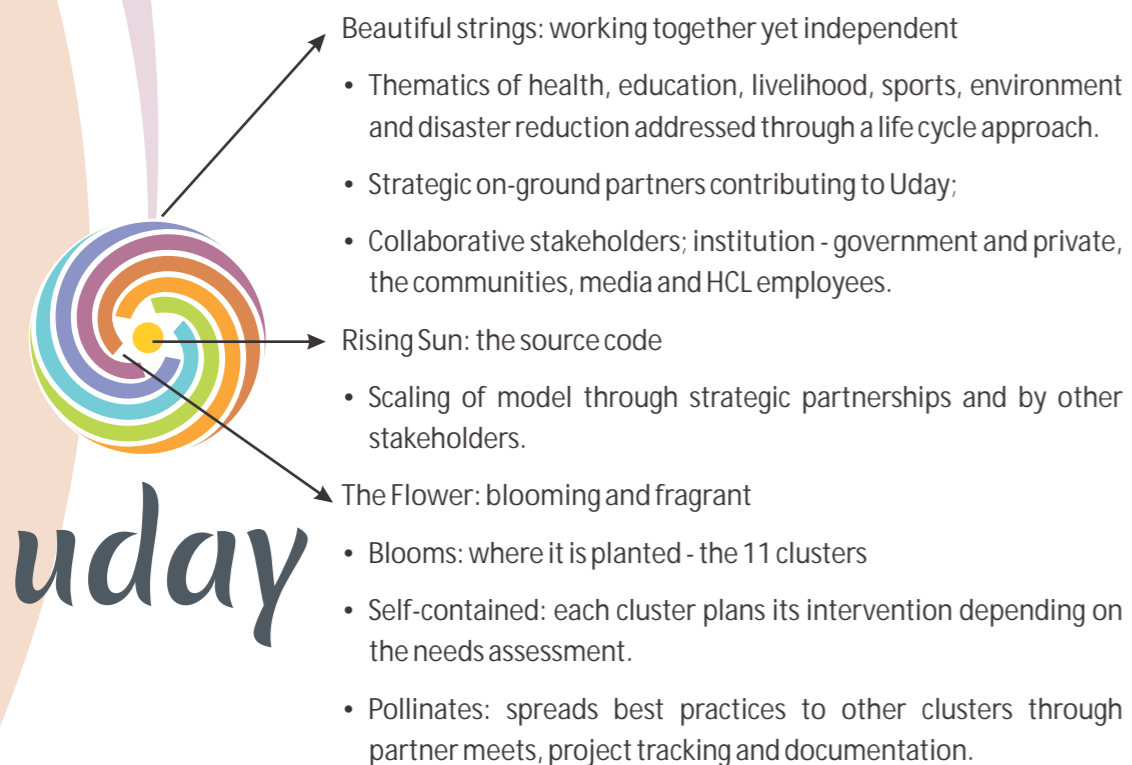 Beautiful strings: working together yet independent
• Thematics of health, education, livelihood, sports, environment
and disaster reduction addressed through a life cycle approach.
• Strategic on-ground partners contributing to Uday;
• Collaborative stakeholders; institution - government and private,
the communities, media and HCL employees.
Rising Sun: the source code
• Scaling of model through strategic partnerships and by other
stakeholders.
The Flower: blooming and fragrant
uday
• Blooms: where it is planted - the 11 clusters
• Self-contained: each cluster plans its intervention depending on
the needs assessment.
• Pollinates: spreads best practices to other clusters through
partner meets, project tracking and documentation.